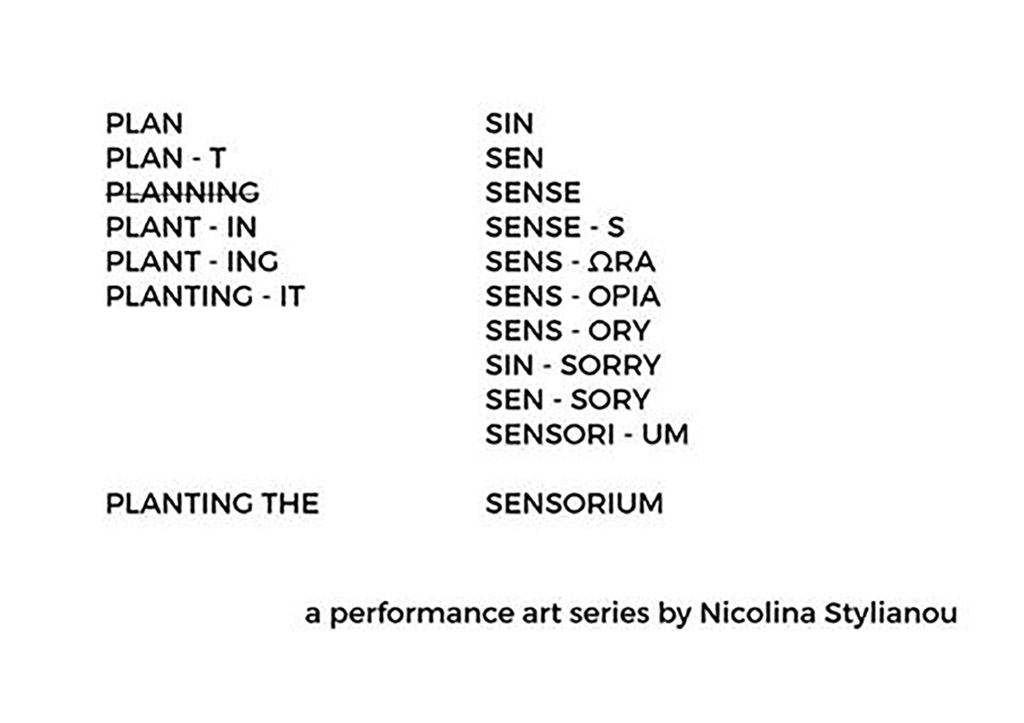 PLAN
PLAN - T
PLANNING
PLANT - IN
PLANT - ING
PLANTING - IT
SIN
SEN
SENSE
SENSE - S
SENS - ΩRA
SENS - OPIA
SENS - ORY
SIN - SORRY
SEN - SORY
SENSORI - UM
PLANTING THE SENSORIUM
a performance art series by Nicolina Stylianou